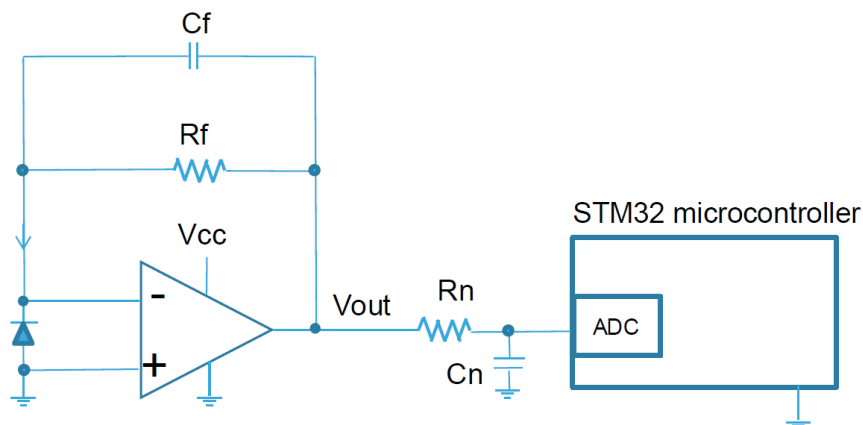 Cf
Rf
STM32 microcontroller
Vcc
-
Vout
Rn
ADC
+
Cn